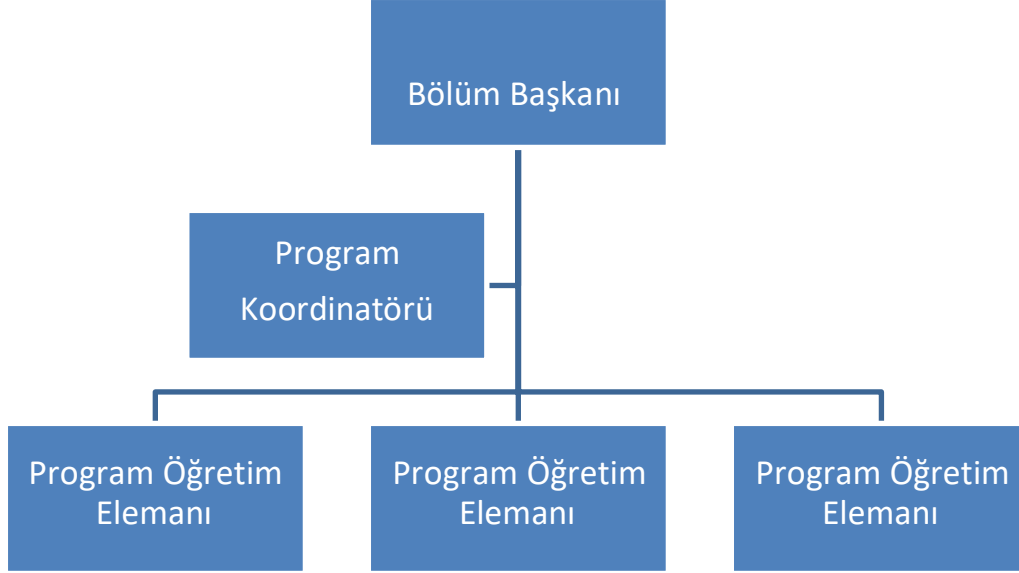 Bölüm Başkanı
Program
Koordinatörü
Program Öğretim
Elemanı
Program Öğretim
Elemanı
Program Öğretim
Elemanı